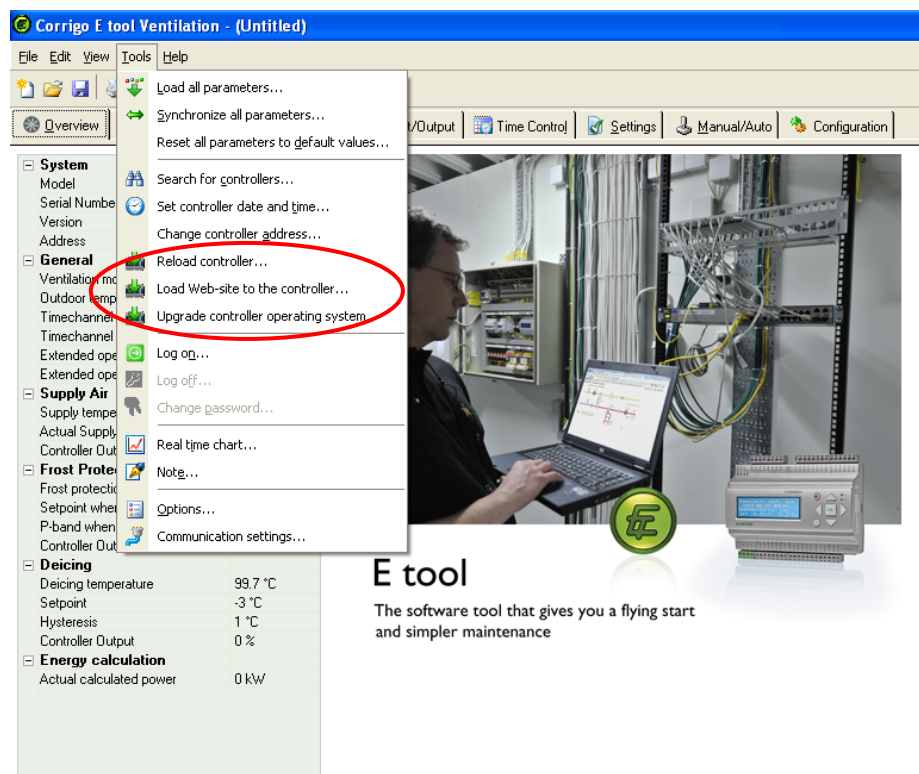 Corrigo E tool Ventilation - (Untitled)
File Edit View Tools Help
Load all parameters...
Synchronize all parameters...
Reset all parameters to default values...
Search for controllers...
Set controller date and time...
Change controller address...
Reload controller...
Load Web-site to the controller...
Upgrade controller operating system
Log on...
Log off...
Change password...
Real time chart...
Note...
Options...
Communication settings...
Overview t/Output Time Control Settings Manual/Auto Configuration
System
Model
Serial Numbe
Version
Address
General
Ventilation mo
Outdoor temp
Timechannel
Timechannel
Extended ope
Extended ope
Supply Air
Supply tempe
Actual Supply
Controller Out
Frost Prote
Frost protectio
Setpoint when
P-band when
Controller Out
Deicing
Deicing temperature 99.7 °C
Setpoint -3 °C
Hysteresis 1 °C
Controller Output 0 %
Energy calculation
Actual calculated power 0 kW
E tool
The software tool that gives you a flying start
and simpler maintenance